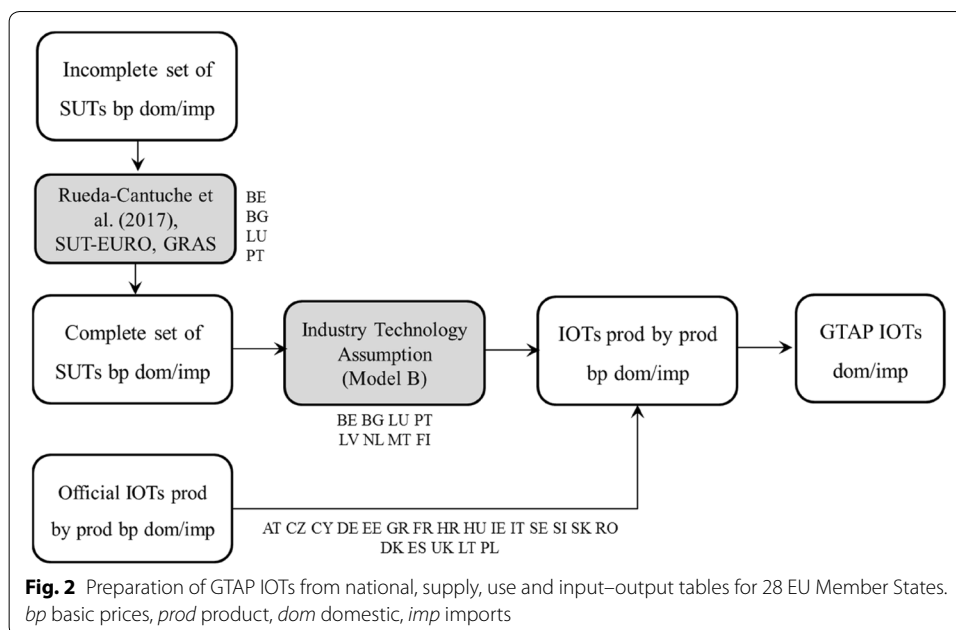 Incomplete set of
SUTs bp dom/imp
Rueda-Cantuche
et al. (2017),
SUT-EURO, GRAS
BE
BG
LU
PT
Complete set of
SUTs bp dom/imp
Industry Technology
Assumption
(Model B)
BE BG LU PT
LV NL MT FI
IOTs prod by prod
bp dom/imp
GTAP IOTs
dom/imp
Official IOTs prod
by prod bp dom/imp
AT CZ CY DE EE GR FR HR HU IE IT SE SI SK RO
DK ES UK LT PL
Fig. 2 Preparation of GTAP IOTs from national, supply, use and input–output tables for 28 EU Member States.
bp basic prices, prod product, dom domestic, imp imports